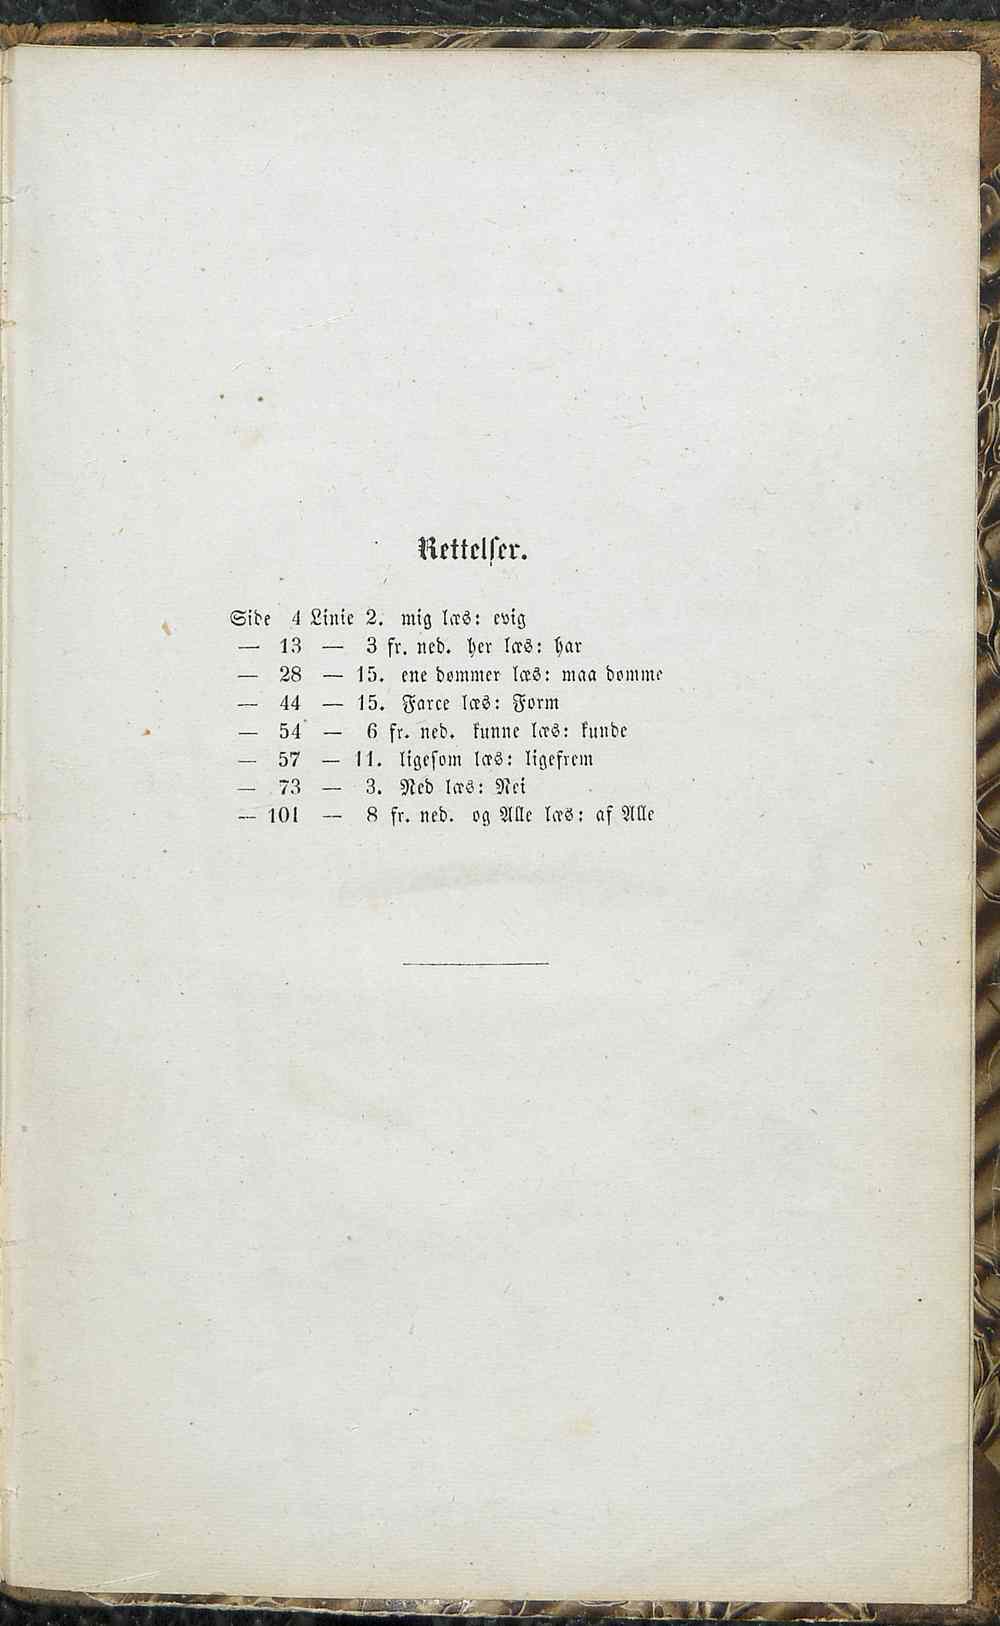 Rettelser.
Side 4 Linie 2. mig læs: evig
— 13 — 3 fr. ned. her læs: har
— 28 — 15. ene dømmer læs: maa dømme
— 44 — 15. Farce læs: Form
— 54 — 6 fr. ned. kunne læs: kunde
— 57 — 11. ligesom læs: ligefrem
— 73 — 3. Ned læs: Nei
— 101 — 8 fr. ned. og Alle læs: af Alle